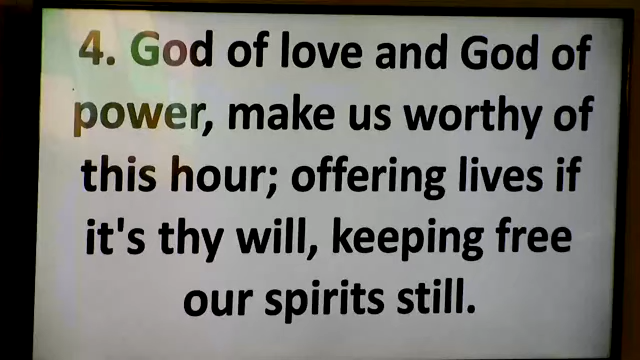 4. God of love and God of
power, make us worthy of
this hour; offering lives if
it's thy will, keeping free
our spirits still.